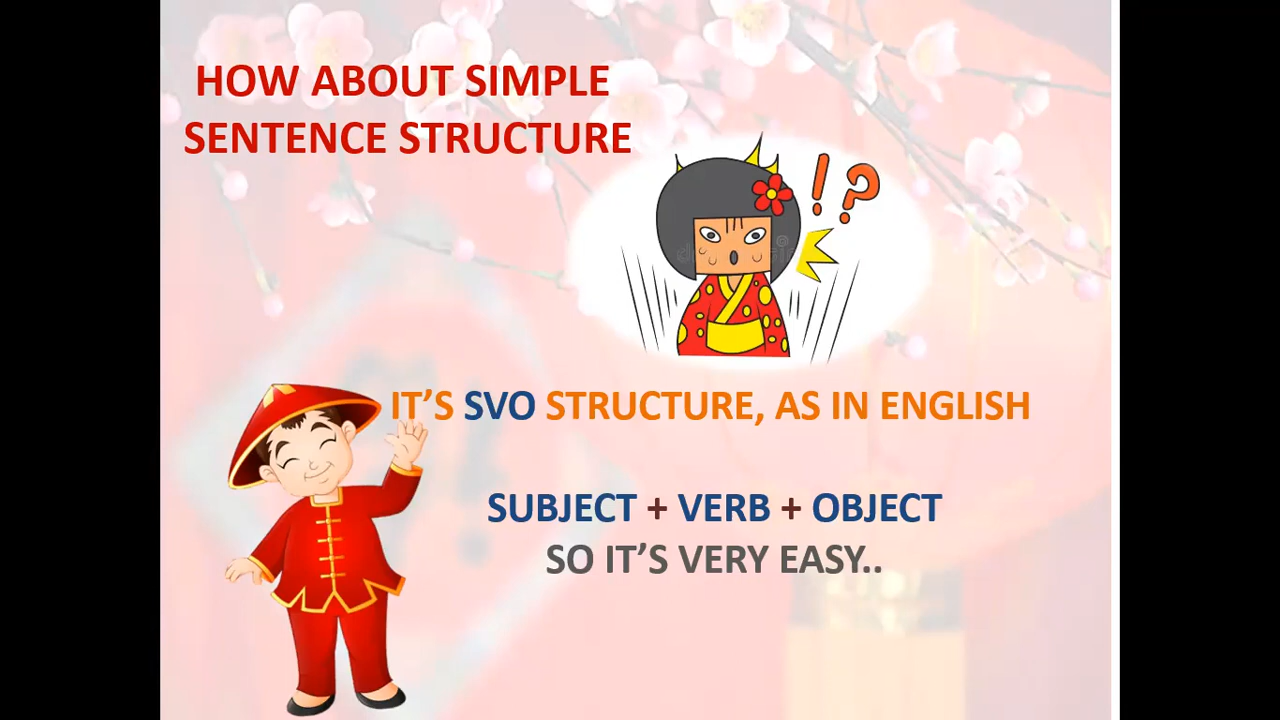 HOW ABOUT SIMPLE
SENTENCE STRUCTURE
!?
IT’S SVO STRUCTURE, AS IN ENGLISH
SUBJECT + VERB + OBJECT
SO IT’S VERY EASY..